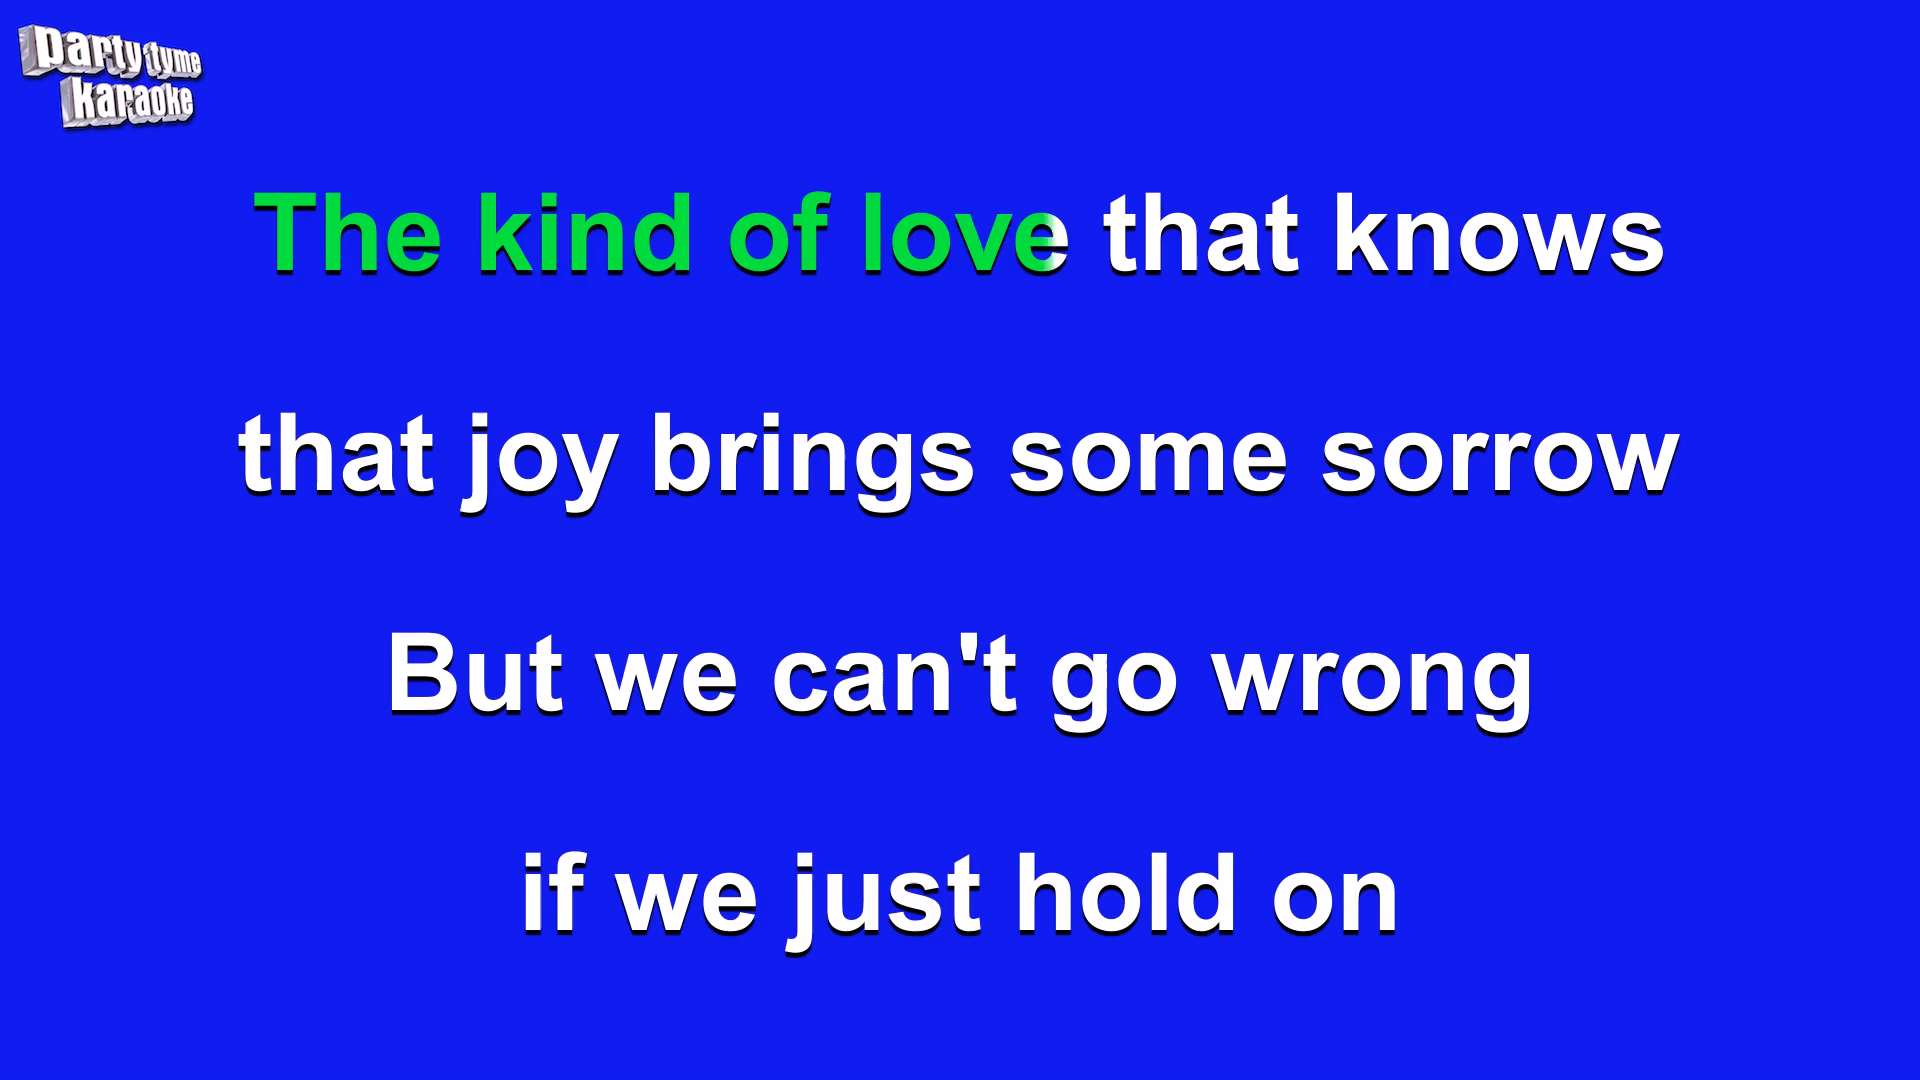 party tyme
karaoke
The kind of love that knows
that joy brings some sorrow
But we can't go wrong
if we just hold on